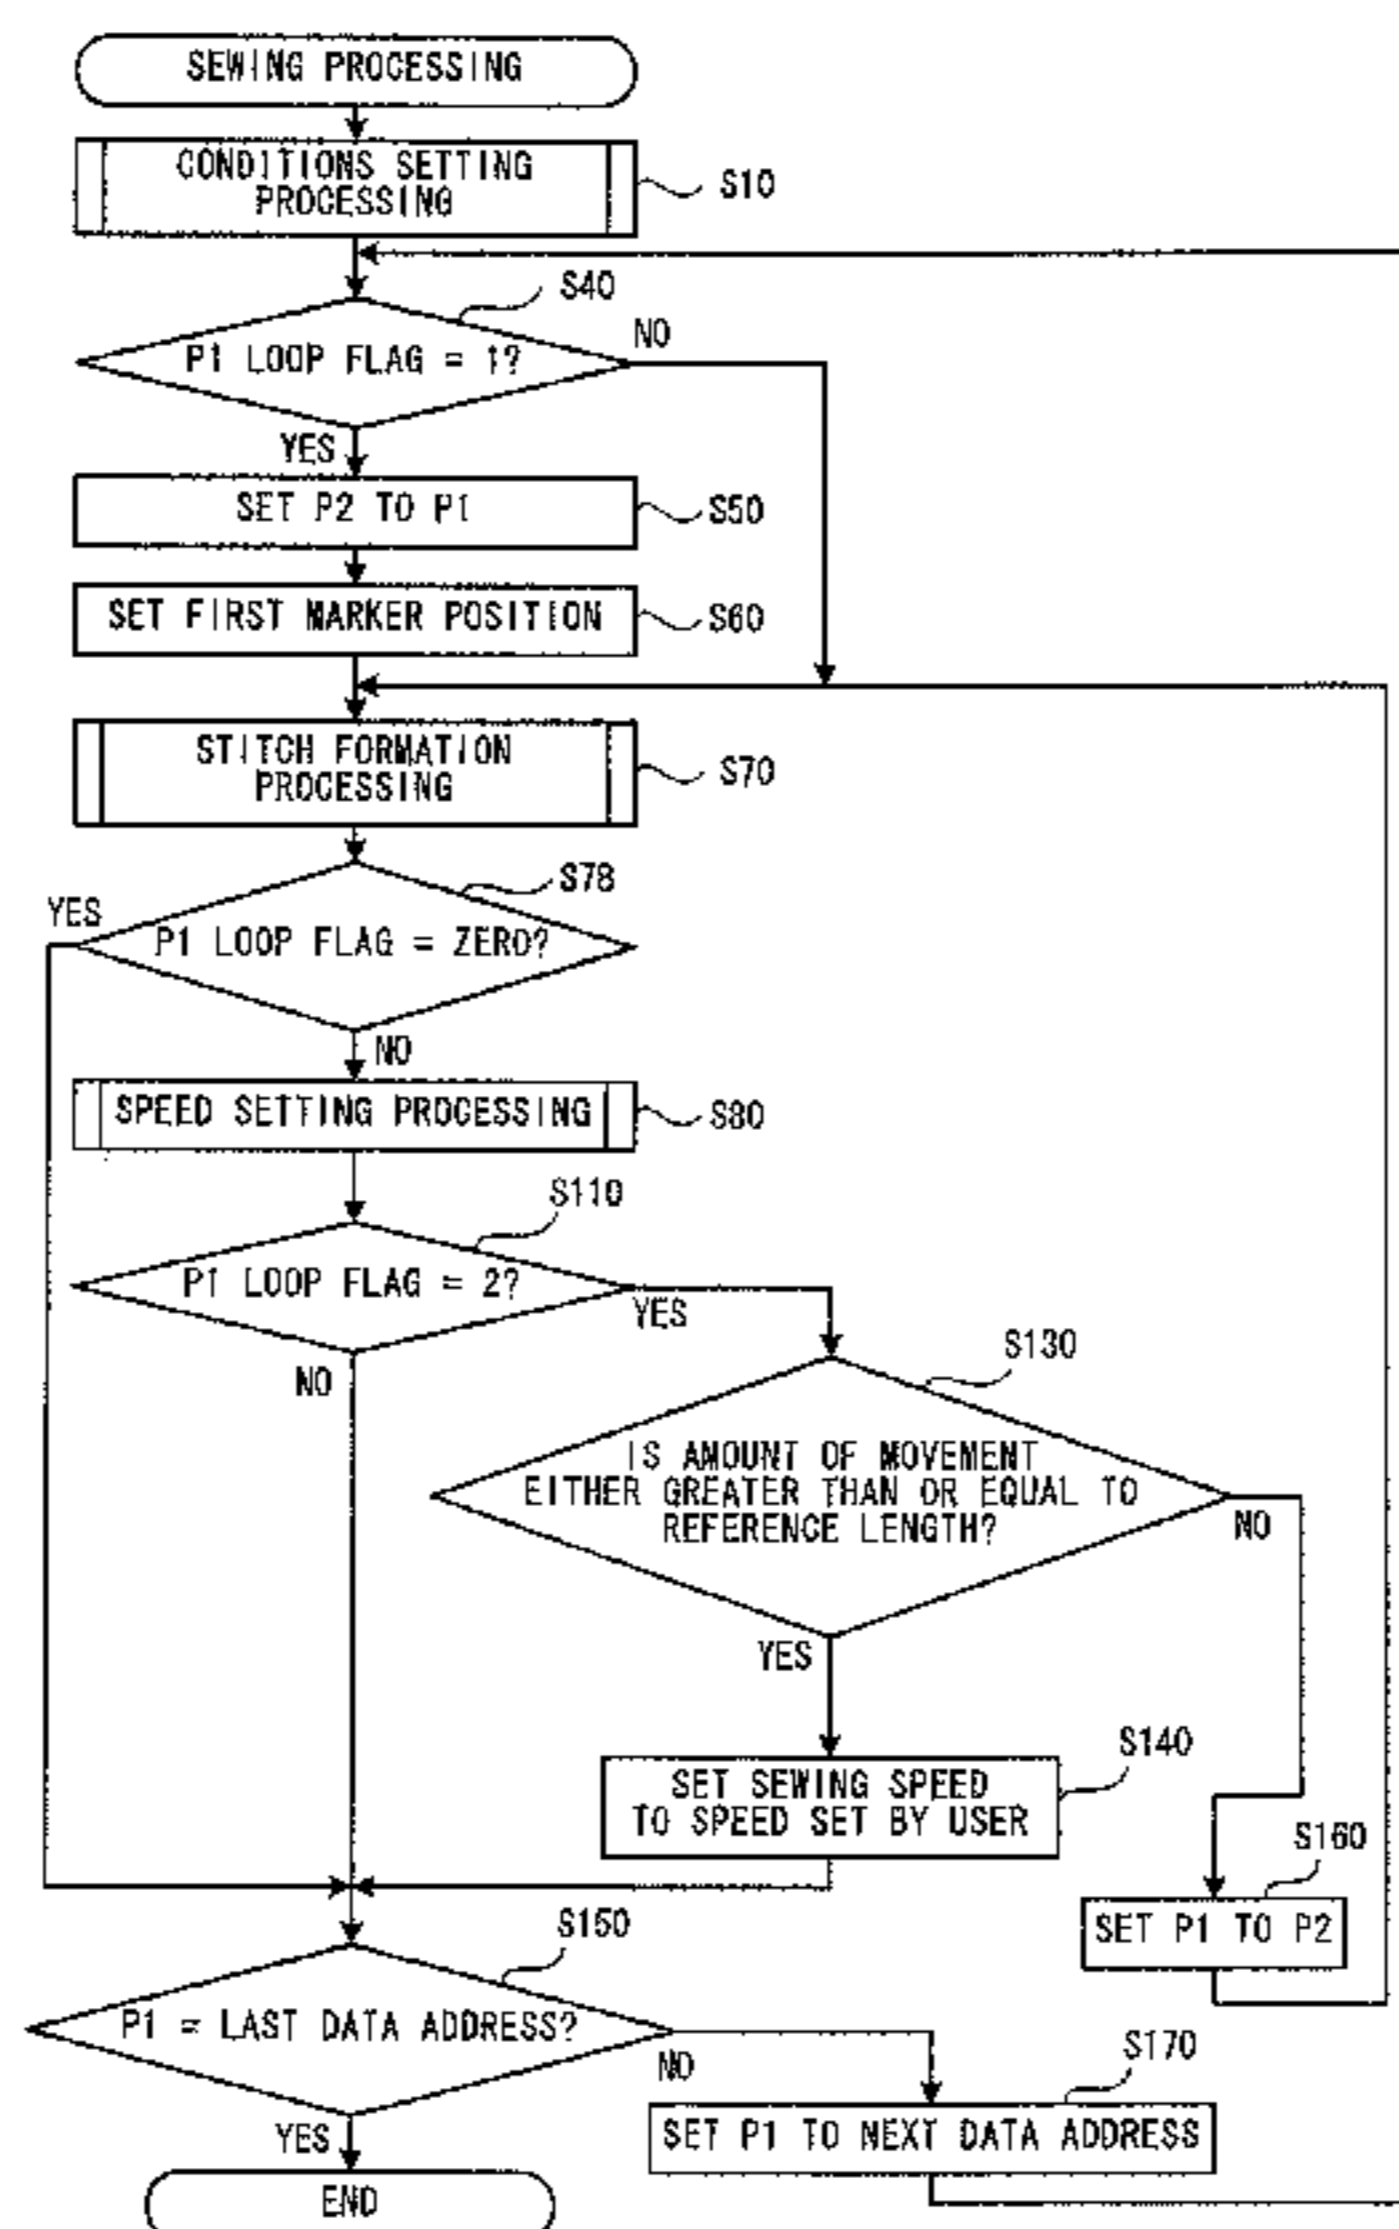 SEWING PROCESSING
CONDITIONS SETTING
PROCESSING
S10
S40
P1 LOOP FLAG = 1?
NO
YES
SET P2 TO P1
S50
SET FIRST MARKER POSITION
S60
STITCH FORMATION
PROCESSING
S70
S78
YES
P1 LOOP FLAG = ZERO?
NO
SPEED SETTING PROCESSING
S80
S110
P1 LOOP FLAG = 2?
YES
NO
S130
IS AMOUNT OF MOVEMENT
EITHER GREATER THAN OR EQUAL TO
REFERENCE LENGTH?
NO
YES
S140
SET SEWING SPEED
TO SPEED SET BY USER
S160
SET P1 TO P2
S150
P1 = LAST DATA ADDRESS?
NO
S170
SET P1 TO NEXT DATA ADDRESS
YES
END